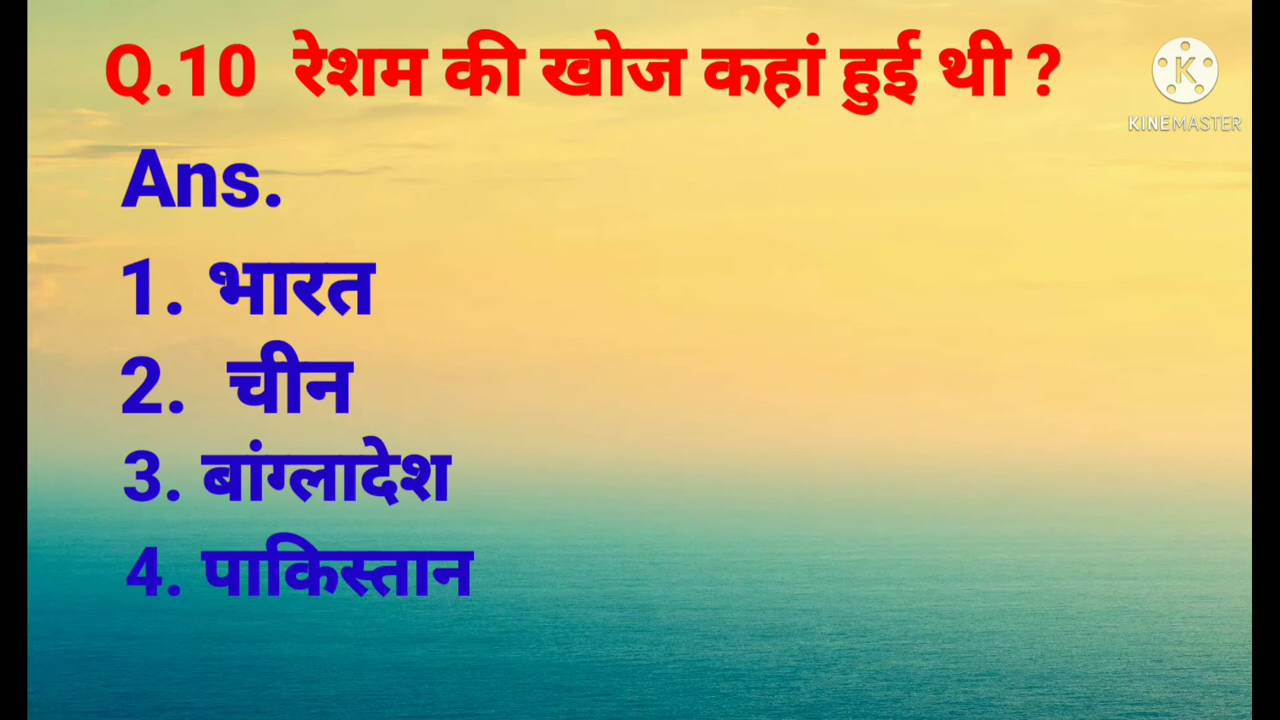 Q.10 रेशम की खोज कहां हुई थी ?
KINEMASTER
Ans.
1. भारत
2. चीन
3. बांग्लादेश
4. पाकिस्तान